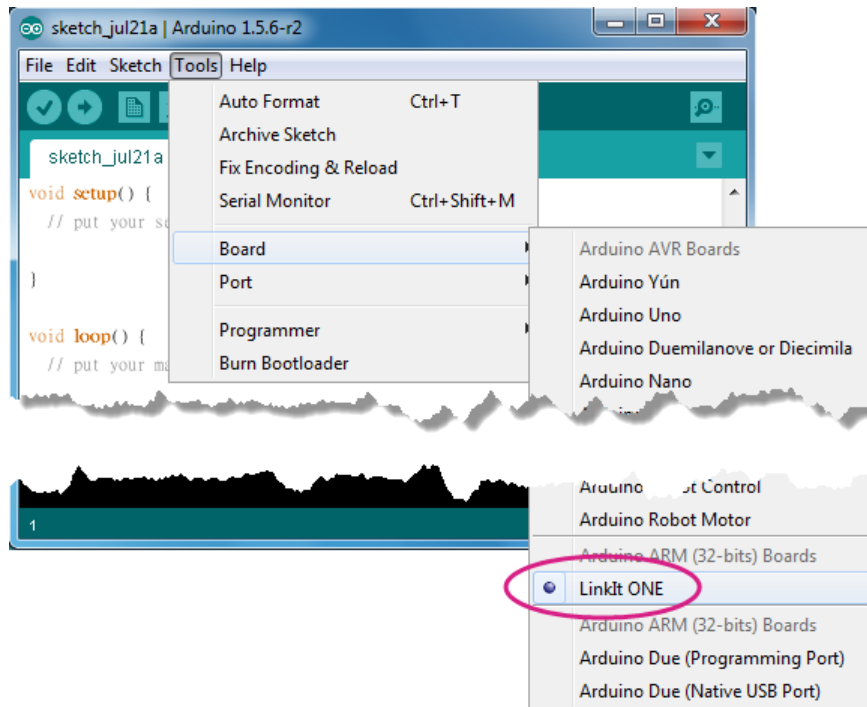 sketch_jul21a | Arduino 1.5.6-r2
File Edit Sketch Tools Help
Auto Format Ctrl+T
Archive Sketch
sketch_jul21a
Fix Encoding & Reload
void setup() {
Serial Monitor Ctrl+Shift+M
// put your se
Board
Arduino AVR Boards
}
Port
Arduino Yún
Arduino Uno
void loop() {
Programmer
Arduino Duemilanove or Diecimila
// put your ma
Burn Bootloader
Arduino Nano
Control
1
Arduino Robot Motor
Arduino ARM (32-bits) Boards
LinkIt ONE
Arduino ARM (32-bits) Boards
Arduino Due (Programming Port)
Arduino Due (Native USB Port)